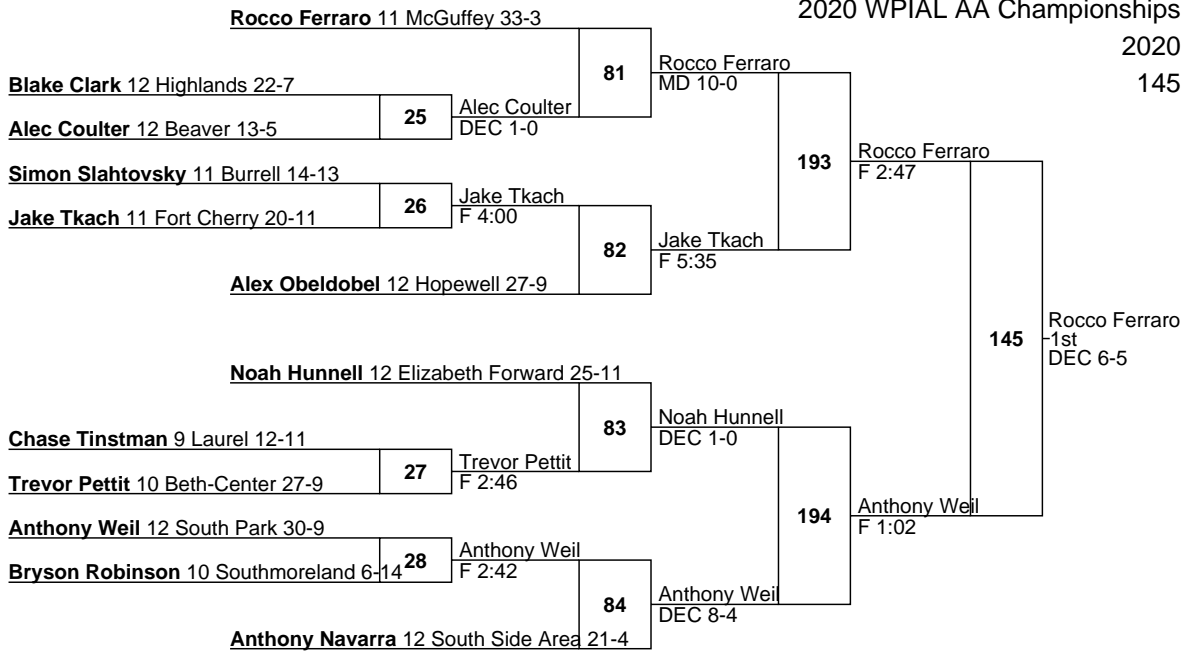 2020 WPIAL AA Championships
2020
145
Rocco Ferraro 11 McGuffey 33-3
81
Rocco Ferraro
MD 10-0
Blake Clark 12 Highlands 22-7
25
Alec Coulter
DEC 1-0
Alec Coulter 12 Beaver 13-5
193
Rocco Ferraro
F 2:47
Simon Slahtovsky 11 Burrell 14-13
26
Jake Tkach
F 4:00
Jake Tkach 11 Fort Cherry 20-11
82
Jake Tkach
F 5:35
Alex Obeldobel 12 Hopewell 27-9
145
Rocco Ferraro
1st
DEC 6-5
Noah Hunnell 12 Elizabeth Forward 25-11
83
Noah Hunnell
DEC 1-0
Chase Tinstman 9 Laurel 12-11
27
Trevor Pettit
F 2:46
Trevor Pettit 10 Beth-Center 27-9
194
Anthony Weil
F 1:02
Anthony Weil 12 South Park 30-9
28
Anthony Weil
F 2:42
Bryson Robinson 10 Southmoreland 6-14
84
Anthony Weil
DEC 8-4
Anthony Navarra 12 South Side Area 21-4